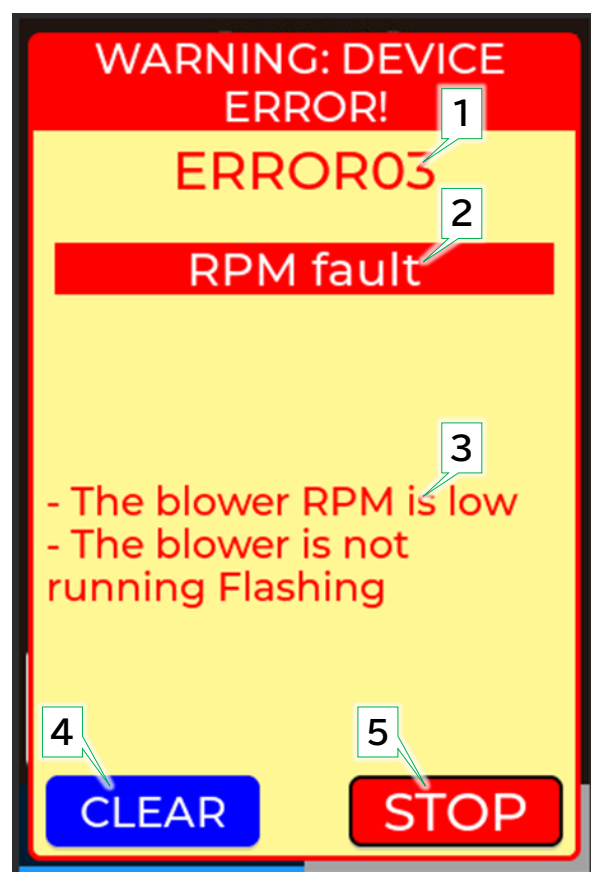 WARNING: DEVICE
ERROR!
1
ERROR03
2
RPM fault
3
- The blower RPM is low
- The blower is not
running Flashing
4
5
CLEAR
STOP